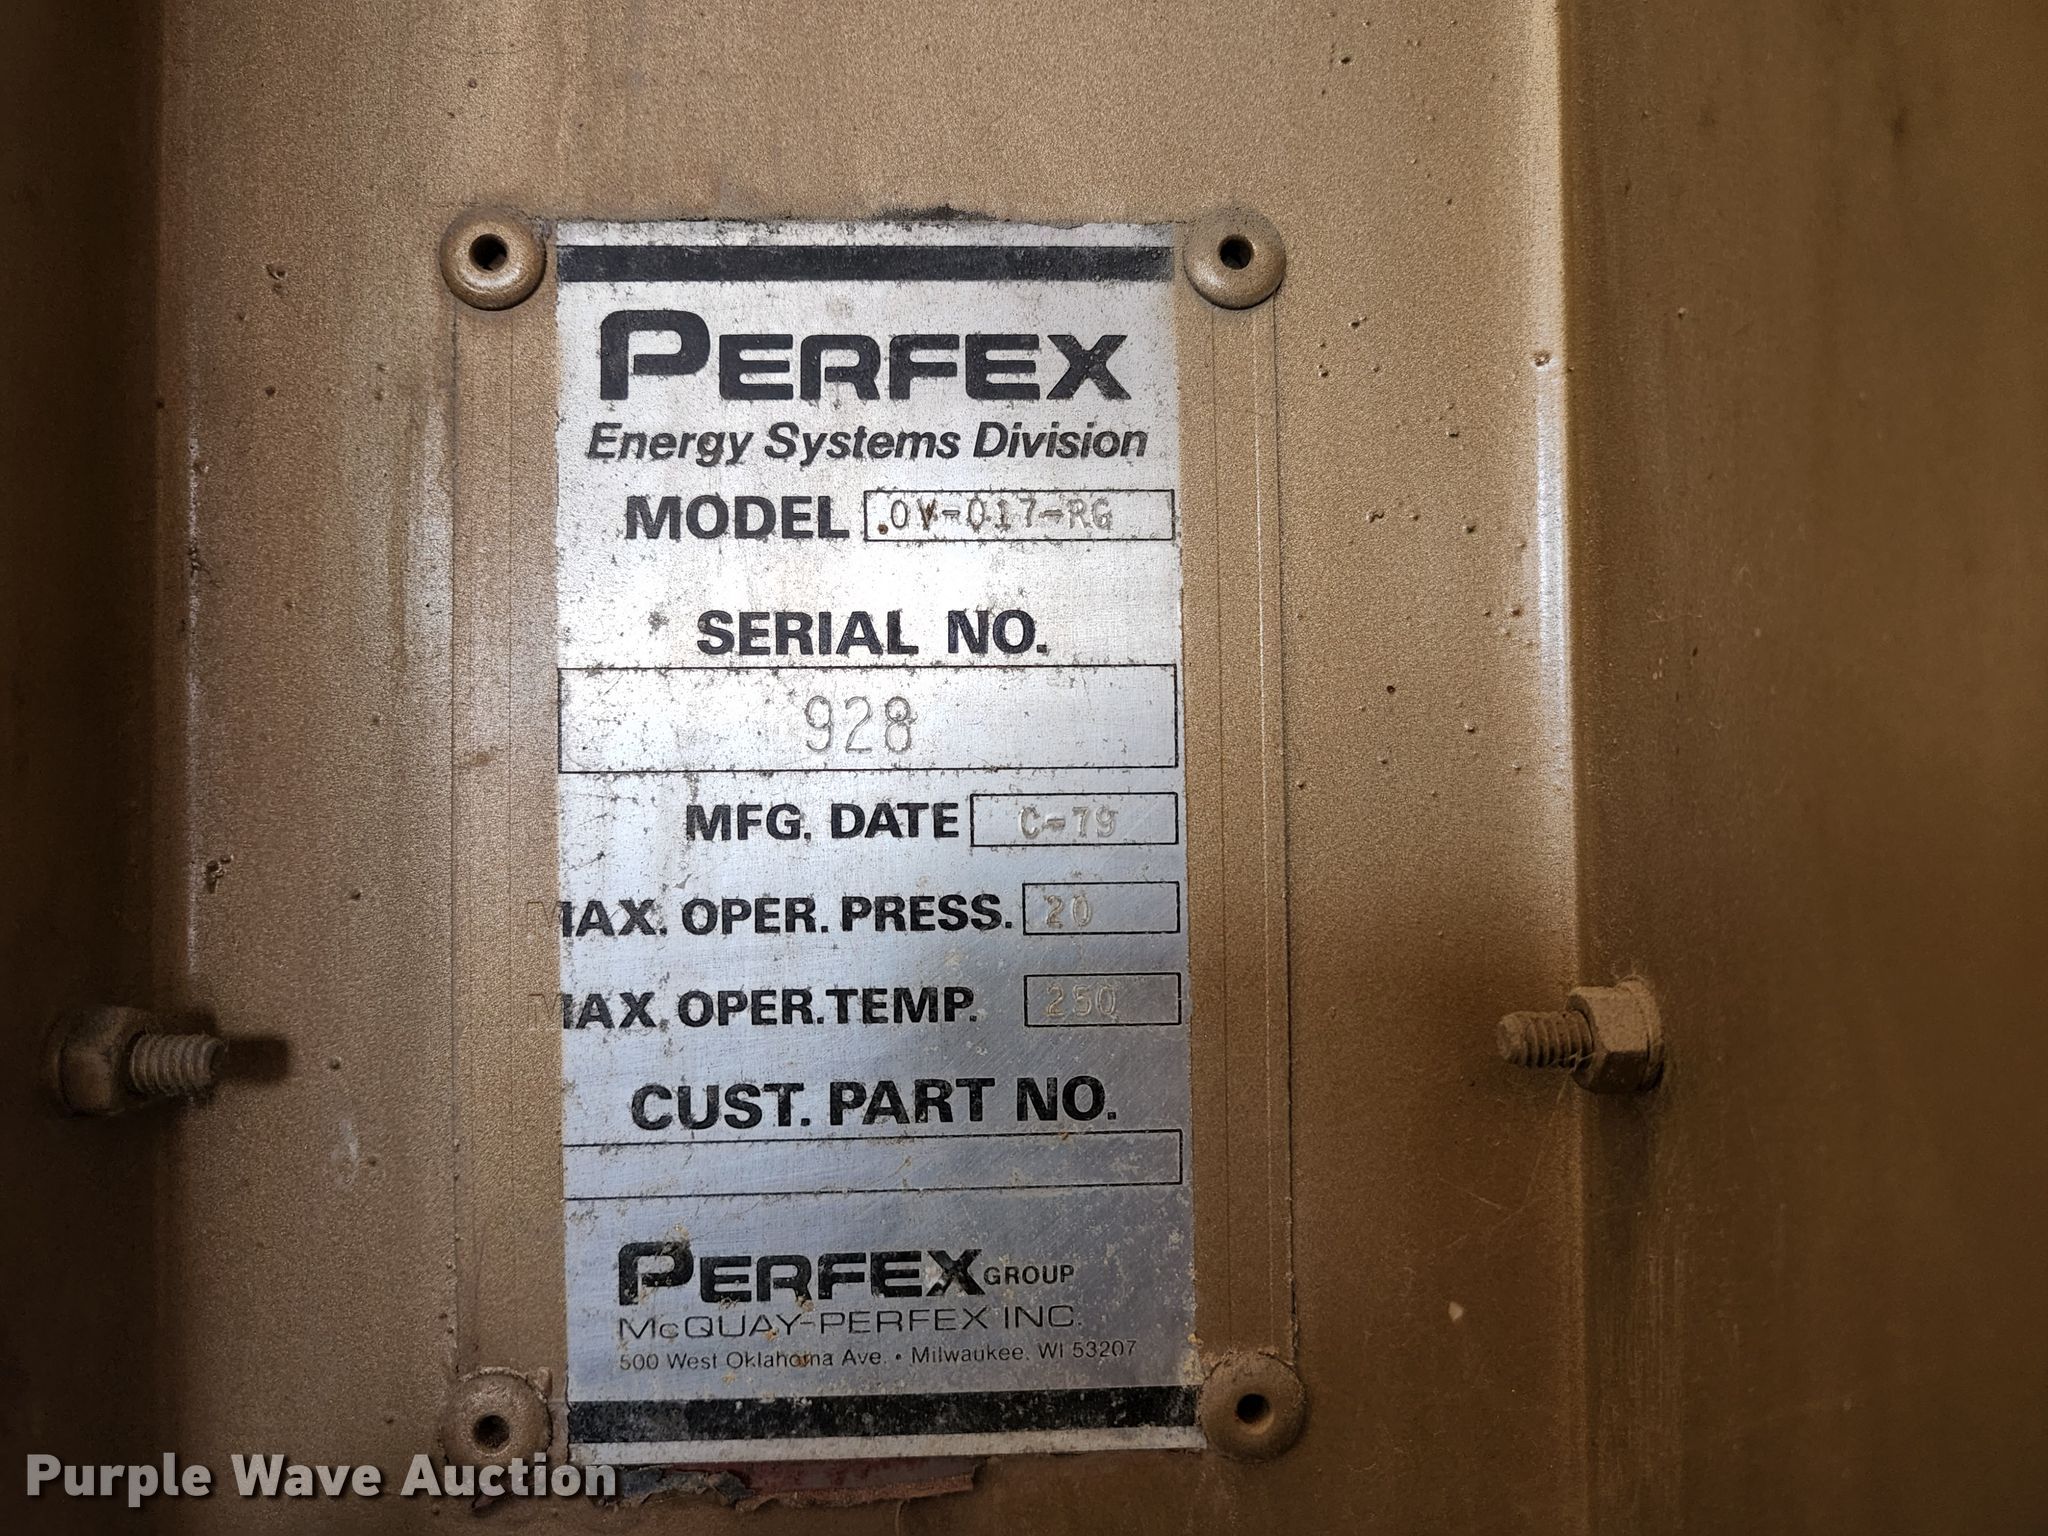 PERFEX
Energy Systems Division
MODEL OV-017-RG
SERIAL NO.
928
MFG. DATE C-79
MAX. OPER. PRESS. 20
MAX. OPER. TEMP. 250
CUST. PART NO.
PERFEX GROUP
McQUAY-PERFEX INC.
500 West Oklahoma Ave. • Milwaukee, WI 53207
Purple Wave Auction